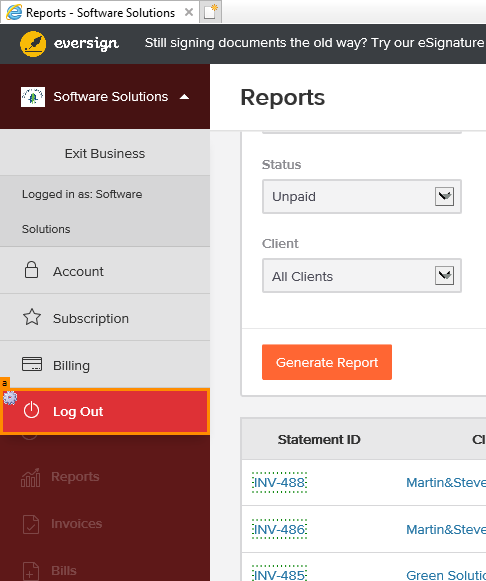 Reports - Software Solutions
eversign
Still signing documents the old way? Try our eSignature
Software Solutions
Reports
Exit Business
Logged in as: Software
Solutions
Account
Subscription
Billing
a
Log Out
Reports
Invoices
Bills
Status
Unpaid
Client
All Clients
Generate Report
Statement ID
Cl
INV-488
Martin&Steve
INV-486
Martin&Steve
INV-485
Green Solutio